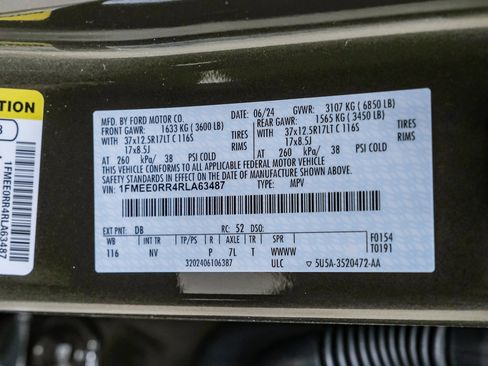 TION
3
1FMEE0RR4RLA63487
MFD. BY FORD MOTOR CO.
DATE: 06/24 GVWR: 3107 KG (6850 LB)
FRONT GAWR: 1633 KG (3600 LB) REAR GAWR: 1565 KG (3450 LB)
WITH 37x12.5R17LT C 116S TIRES WITH 37x12.5R17LT C 116S TIRES
17x8.5J RIMS 17x8.5J RIMS
AT 260 kPa/ 38 PSI COLD AT 260 kPa/ 38 PSI COLD
THIS VEHICLE CONFORMS TO ALL APPLICABLE FEDERAL MOTOR VEHICLE
SAFETY STANDARDS IN EFFECT ON THE DATE OF MANUFACTURE SHOWN ABOVE.
VIN: 1FMEE0RR4RLA63487 TYPE: MPV
EXT PNT: DB RC: 52 DSO:
WB INT TR TP/PS R AXLE TR SPR F0154
116 NV P 7L T WWWW T0191
3202406106387 ULC 5U5A-3520472-AA